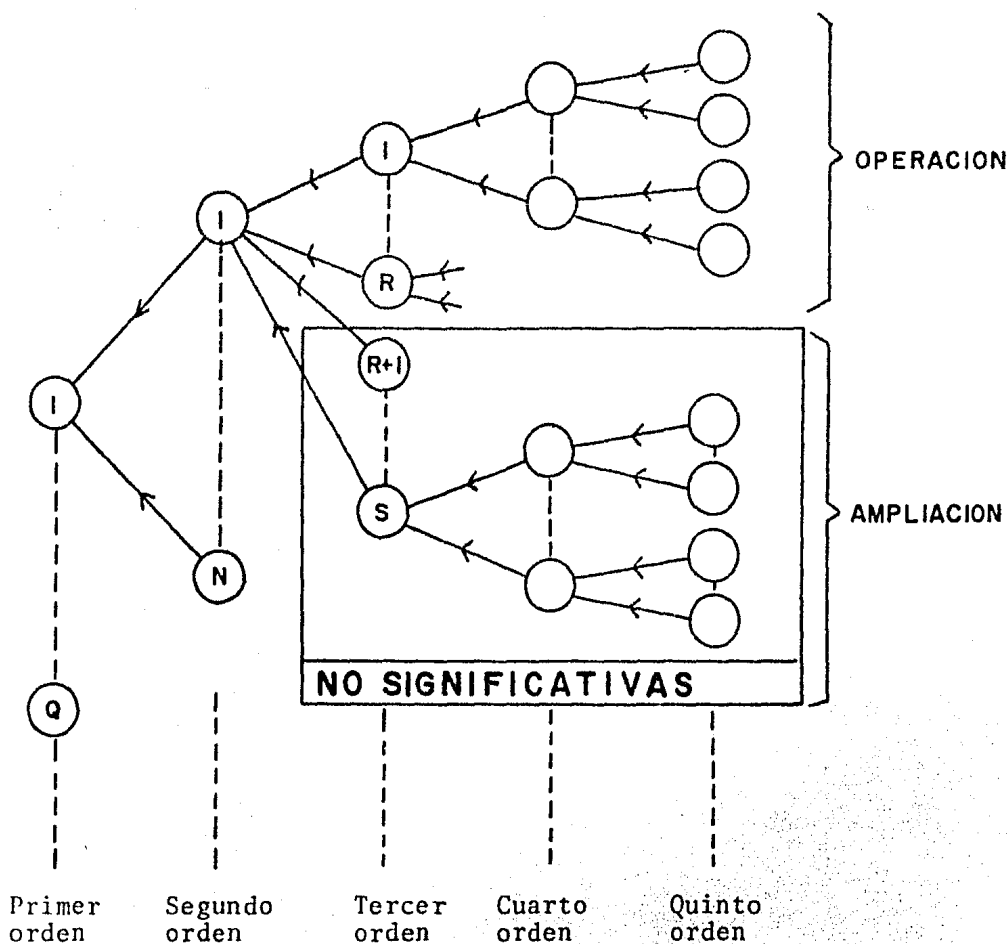 I
OPERACION
I
R
R+I
I
S
AMPLIACION
N
NO SIGNIFICATIVAS
Q
Primer orden
Segundo orden
Tercer orden
Cuarto orden
Quinto orden